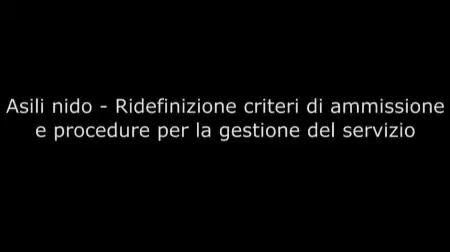 Asili nido - Ridefinizione criteri di ammissione
e procedure per la gestione del servizio